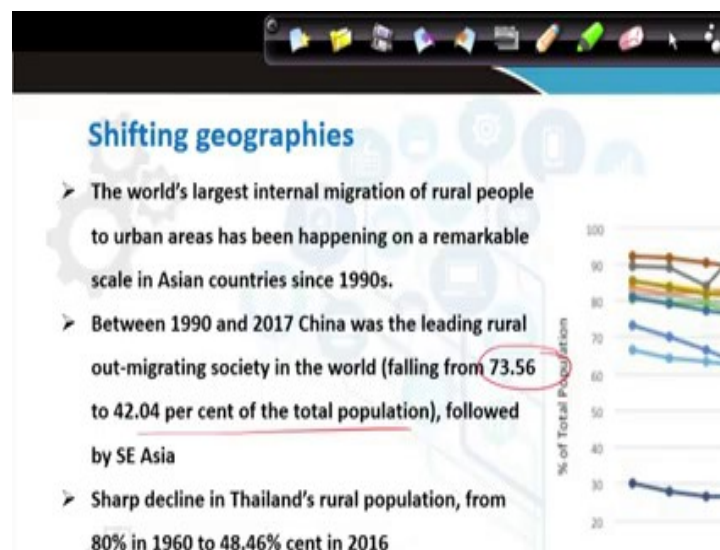 Shifting geographies
➢ The world's largest internal migration of rural people
to urban areas has been happening on a remarkable
scale in Asian countries since 1990s.
➢ Between 1990 and 2017 China was the leading rural
out-migrating society in the world (falling from 73.56
to 42.04 per cent of the total population), followed
by SE Asia
➢ Sharp decline in Thailand's rural population, from
80% in 1960 to 48.46% cent in 2016
% of Total Population
100
90
80
70
60
50
40
30
20